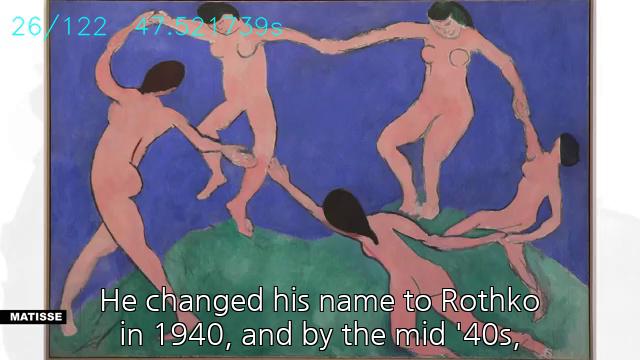 26/122 47.521739s
MATISSE
He changed his name to Rothko
in 1940, and by the mid '40s,